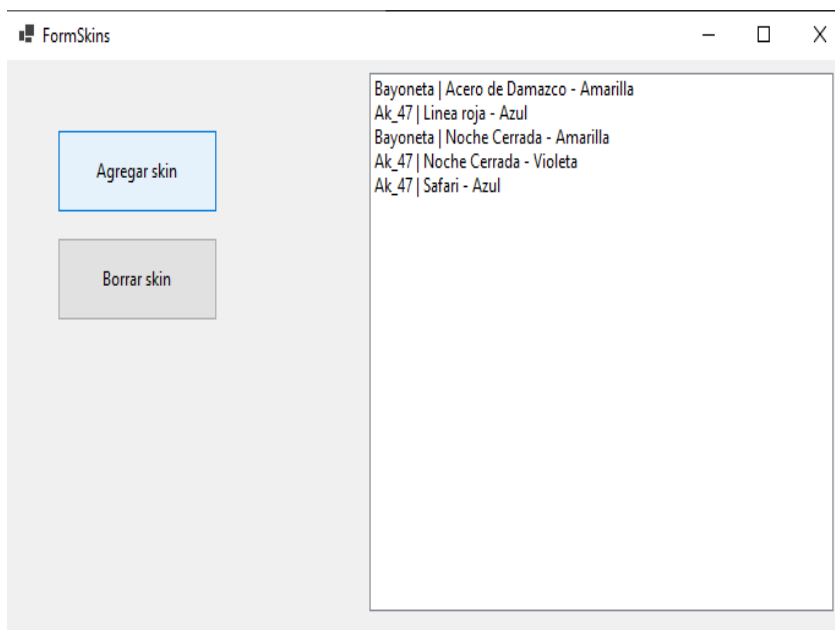 FormSkins
Agregar skin
Borrar skin
Bayoneta | Acero de Damazco - Amarilla
Ak_47 | Linea roja - Azul
Bayoneta | Noche Cerrada - Amarilla
Ak_47 | Noche Cerrada - Violeta
Ak_47 | Safari - Azul